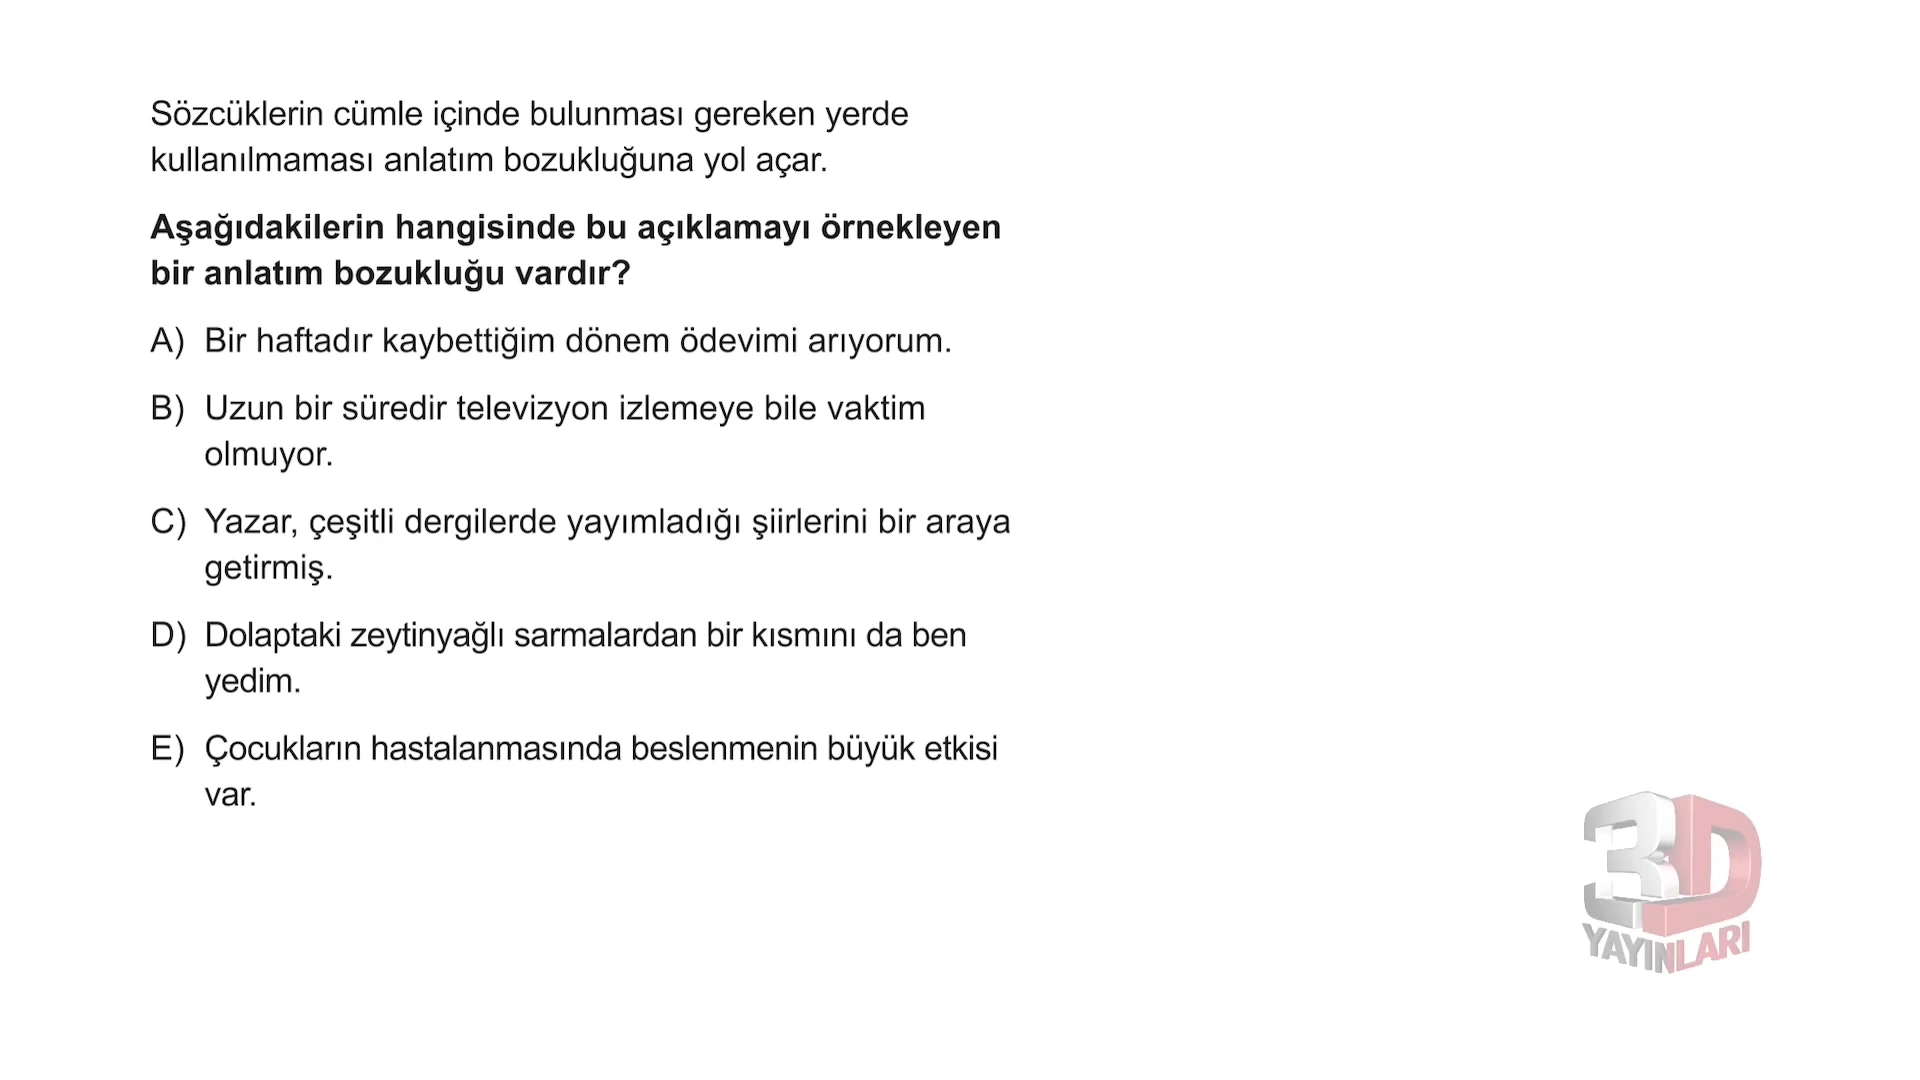 Sözcüklerin cümle içinde bulunması gereken yerde
kullanılmaması anlatım bozukluğuna yol açar.
Aşağıdakilerin hangisinde bu açıklamayı örnekleyen
bir anlatım bozukluğu vardır?
A) Bir haftadır kaybettiğim dönem ödevimi arıyorum.
B) Uzun bir süredir televizyon izlemeye bile vaktim
olmuyor.
C) Yazar, çeşitli dergilerde yayımladığı şiirlerini bir araya
getirmiş.
D) Dolaptaki zeytinyağlı sarmalardan bir kısmını da ben
yedim.
E) Çocukların hastalanmasında beslenmenin büyük etkisi
var.
3D
YAYINLARI